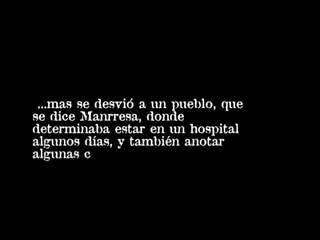 ...mas se desvió a un pueblo, que
se dice Manrresa, donde
determinaba estar en un hospital
algunos días, y también anotar
algunas c